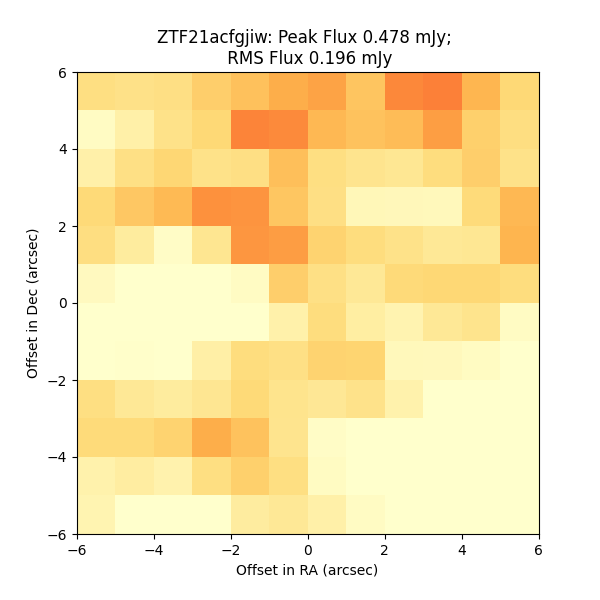 ZTF21acfgjiw: Peak Flux 0.478 mJy;
RMS Flux 0.196 mJy
6
4
2
0
−2
−4
−6
Offset in Dec (arcsec)
−6 −4 −2 0 2 4 6
Offset in RA (arcsec)